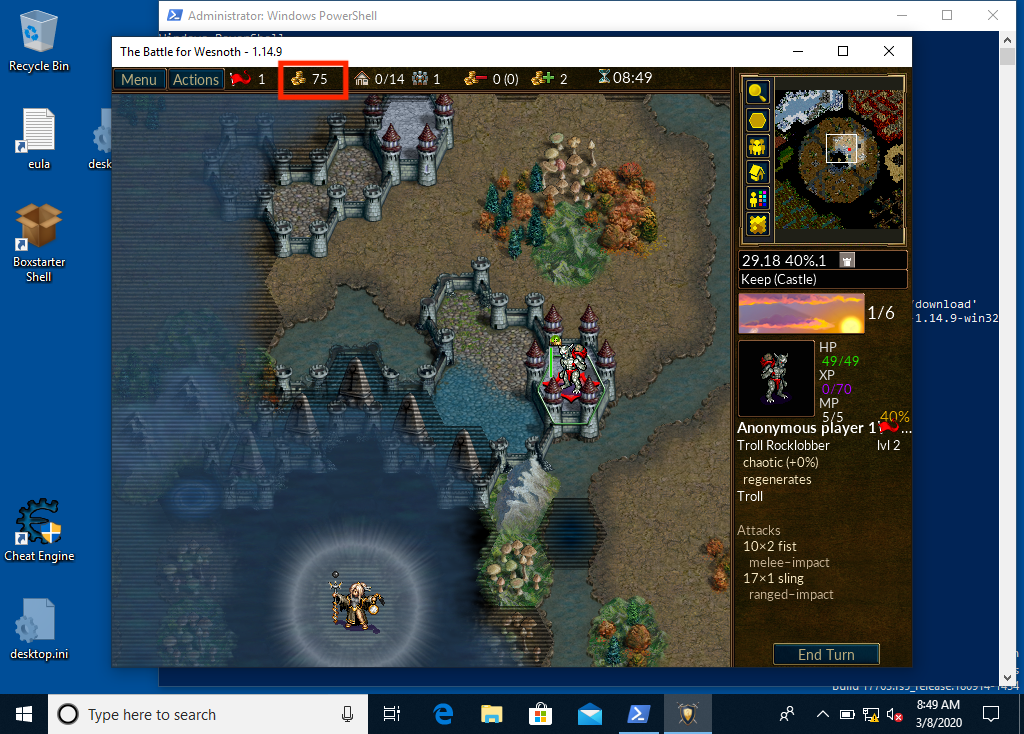 Administrator: Windows PowerShell
The Battle for Wesnoth - 1.14.9
Menu Actions 1 75 0/14 1 0 (0) 2 08:49
Recycle Bin
eula
desk
Boxstarter
Shell
Cheat Engine
desktop.ini
29,18 40%,1
Keep (Castle)
1/6
/download'
-1.14.9-win32
HP
49/49
XP
0/70
MP
5/5 40%
Anonymous player 1 ...
Troll Rocklobber lvl 2
chaotic (+0%)
regenerates
Troll
Attacks
10×2 fist
melee–impact
17×1 sling
ranged–impact
End Turn
Type here to search
8:49 AM
3/8/2020